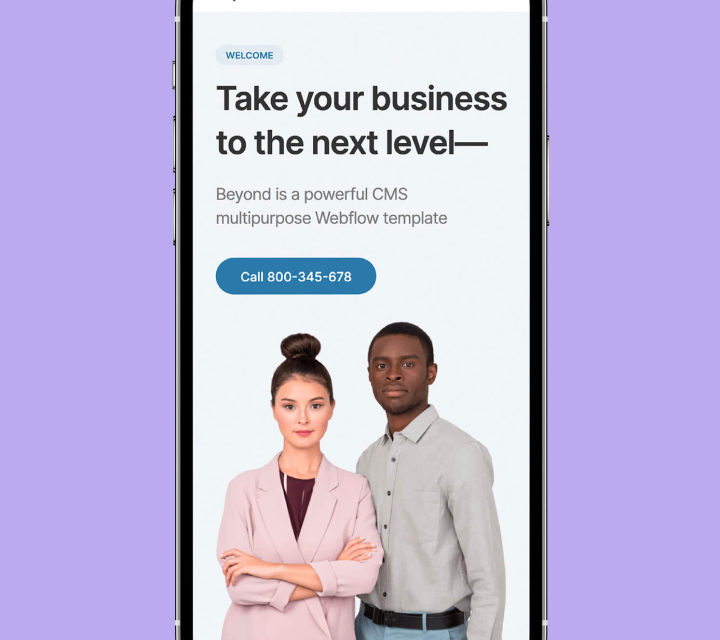 WELCOME
Take your business
to the next level—
Beyond is a powerful CMS
multipurpose Webflow template
Call 800-345-678